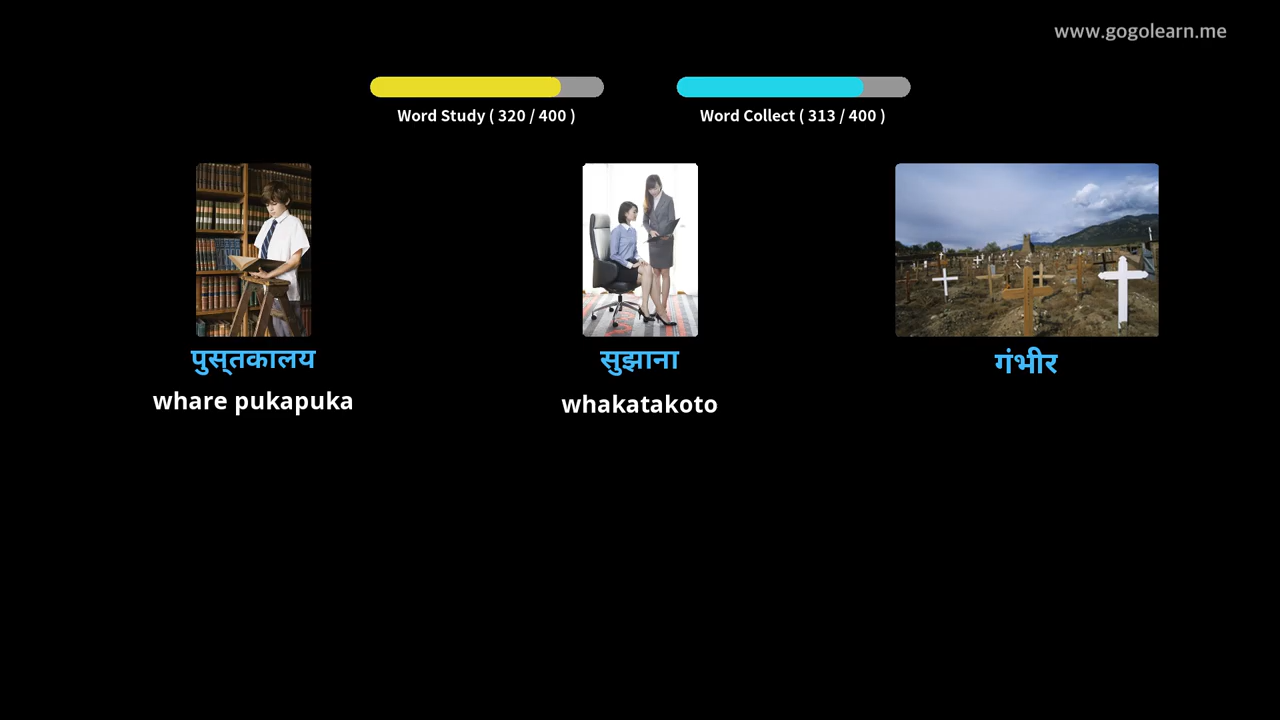 www.gogolearn.me
Word Study ( 320 / 400 )
Word Collect ( 313 / 400 )
पुस्तकालय
सुझाना
गंभीर
whare pukapuka
whakatakoto